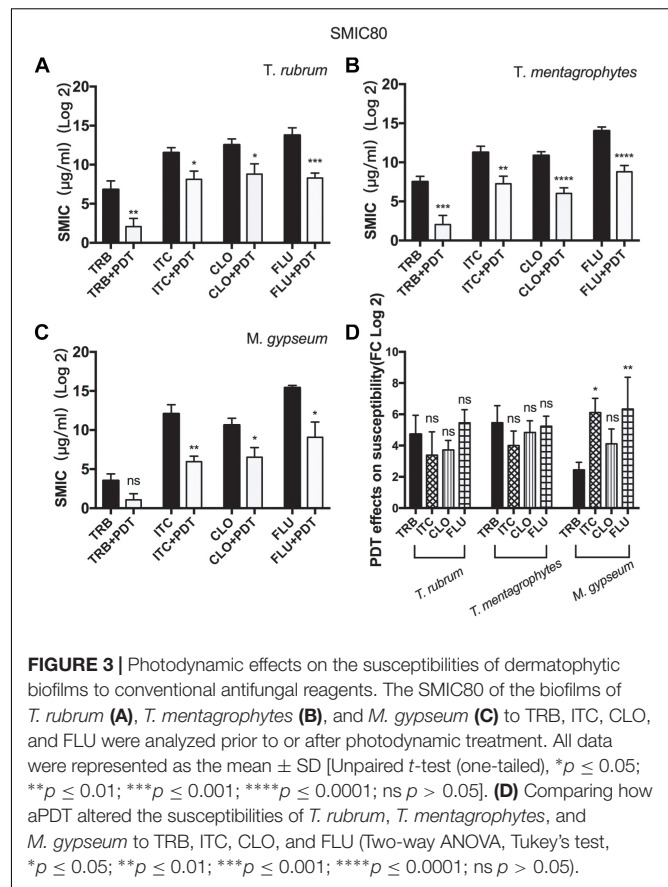 SMIC80
A
T. rubrum
SMIC (µg/ml) (Log 2)
20
15
10
5
0
**
*
*
***
TRB
TRB+PDT
ITC
ITC+PDT
CLO
CLO+PDT
FLU
FLU+PDT
B
T. mentagrophytes
SMIC (µg/ml) (Log 2)
20
15
10
5
0
***
**
****
****
TRB
TRB+PDT
ITC
ITC+PDT
CLO
CLO+PDT
FLU
FLU+PDT
C
M. gypseum
SMIC (µg/ml) (Log 2)
20
15
10
5
0
ns
**
*
*
TRB
TRB+PDT
ITC
ITC+PDT
CLO
CLO+PDT
FLU
FLU+PDT
D
PDT effects on susceptibility(FC Log 2)
10
8
6
4
2
0
ns
ns
ns
ns
ns
ns
*
ns
**
TRB
ITC
CLO
FLU
TRB
ITC
CLO
FLU
TRB
ITC
CLO
FLU
T. rubrum
T. mentagrophytes
M. gypseum
FIGURE 3 | Photodynamic effects on the susceptibilities of dermatophytic
biofilms to conventional antifungal reagents. The SMIC80 of the biofilms of
T. rubrum (A), T. mentagrophytes (B), and M. gypseum (C) to TRB, ITC, CLO,
and FLU were analyzed prior to or after photodynamic treatment. All data
were represented as the mean ± SD [Unpaired t-test (one-tailed), *p ≤ 0.05;
**p ≤ 0.01; ***p ≤ 0.001; ****p ≤ 0.0001; ns p > 0.05]. (D) Comparing how
aPDT altered the susceptibilities of T. rubrum, T. mentagrophytes, and
M. gypseum to TRB, ITC, CLO, and FLU (Two-way ANOVA, Tukey's test,
*p ≤ 0.05; **p ≤ 0.01; ***p ≤ 0.001; ****p ≤ 0.0001; ns p > 0.05).